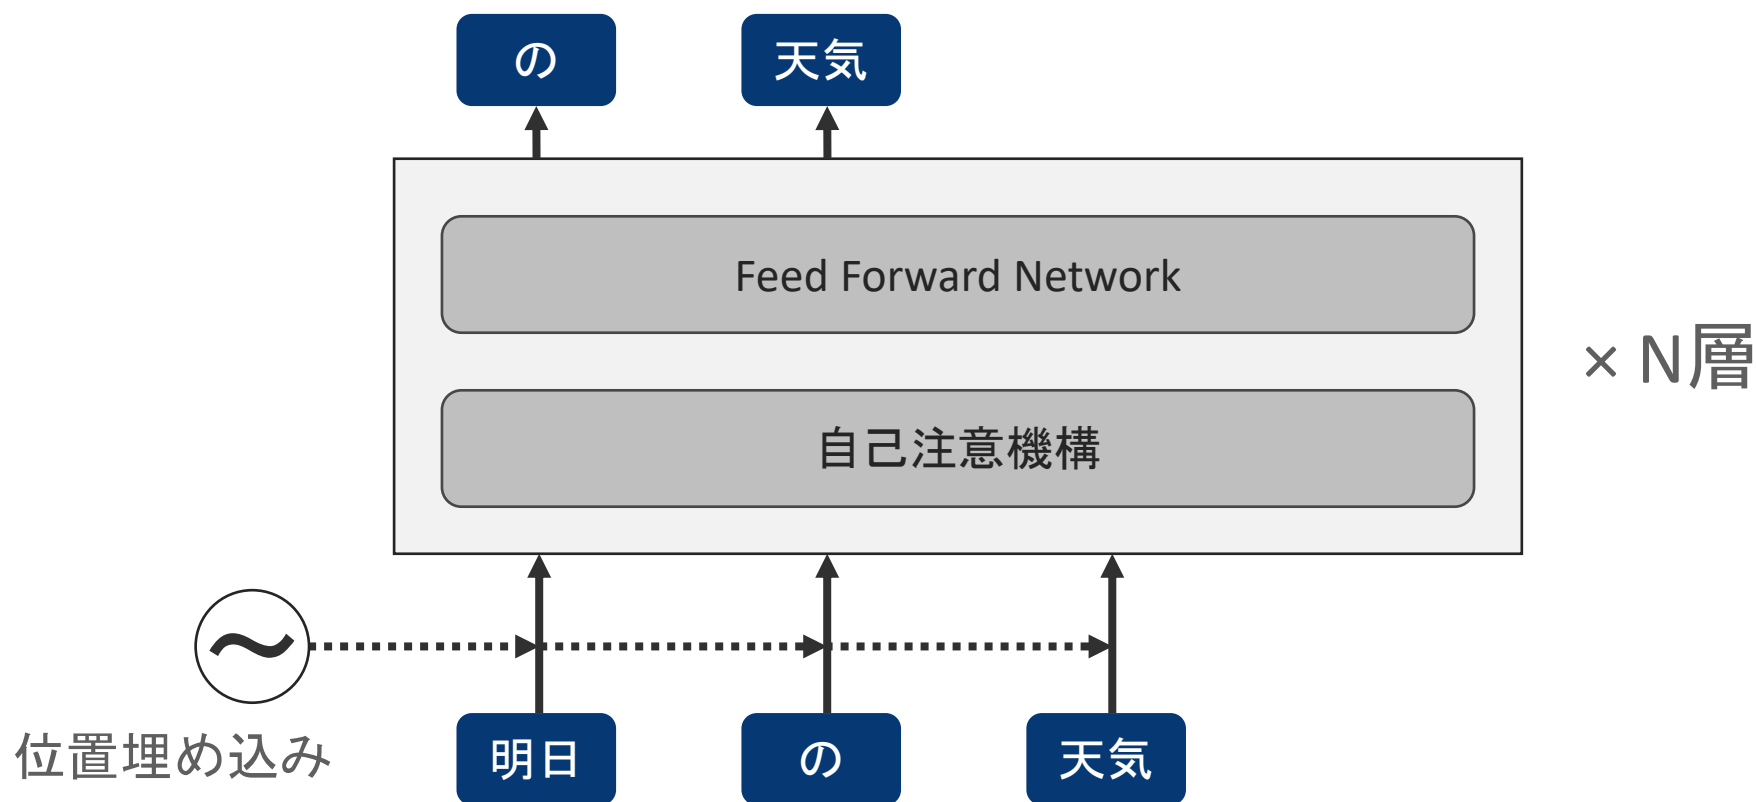 の
天気
Feed Forward Network
× N層
自己注意機構
位置埋め込み
明日
の
天気